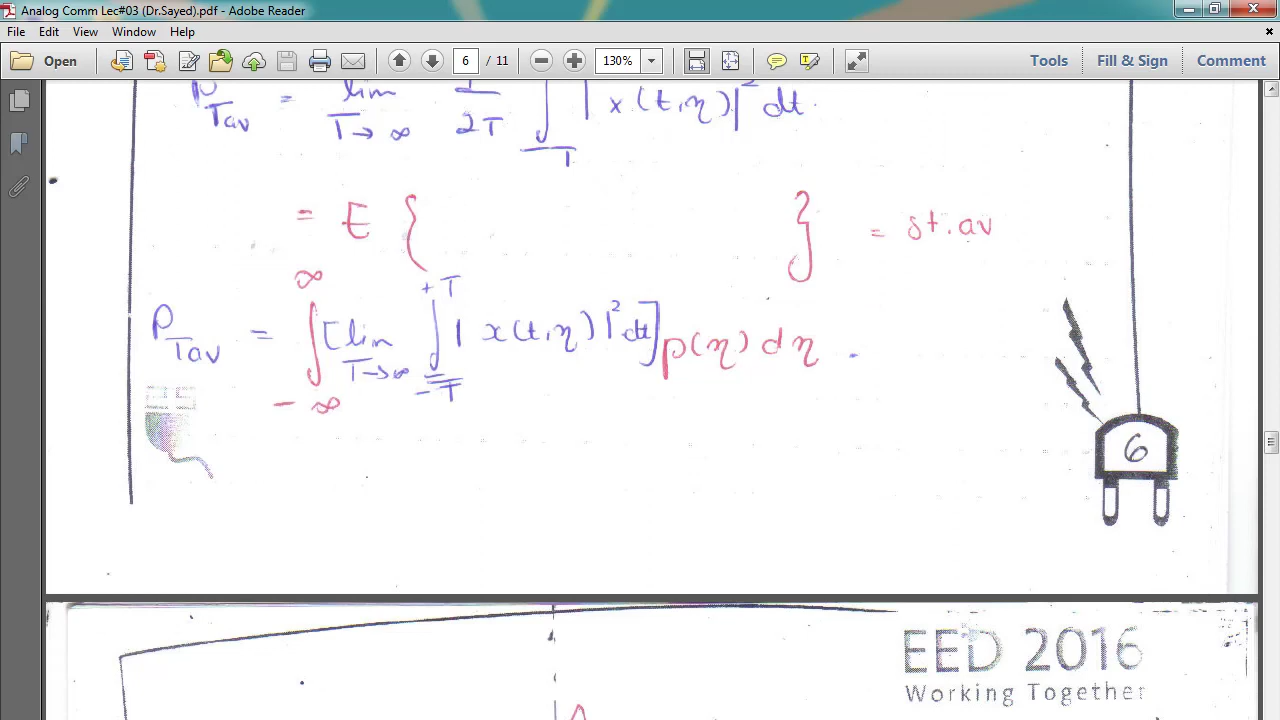 Analog Comm Lec#03 (Dr.Sayed).pdf - Adobe Reader
File Edit View Window Help
Open 6 / 11 130% Tools Fill & Sign Comment
P_Tav = lim T→∞ 1/2T ∫_-T | x(t,η)|² dt.
= E { } = st.av
P_Tav = ∫_-∞^∞ [lim T→∞ ∫_-T^+T | x(t,η)|² dt] p(η) dη .
6
EED 2016
Working Together